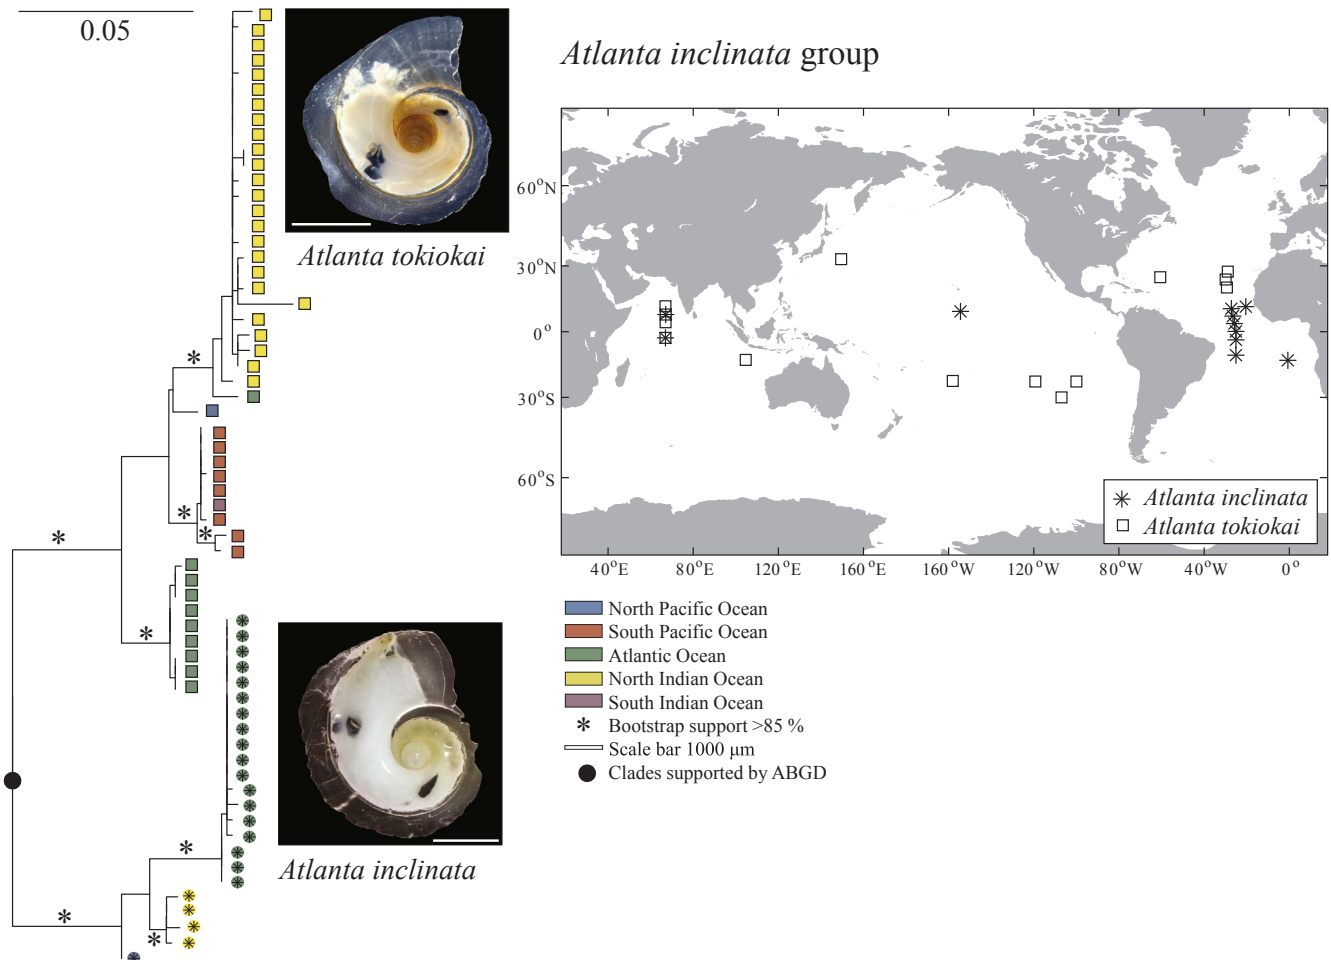 0.05
Atlanta tokiokai
Atlanta inclinata
Atlanta inclinata group
60°N
30°N
0°
30°S
60°S
40°E 80°E 120°E 160°E 160°W 120°W 80°W 40°W 0°
Atlanta inclinata
Atlanta tokiokai
North Pacific Ocean
South Pacific Ocean
Atlantic Ocean
North Indian Ocean
South Indian Ocean
* Bootstrap support >85 %
Scale bar 1000 µm
Clades supported by ABGD